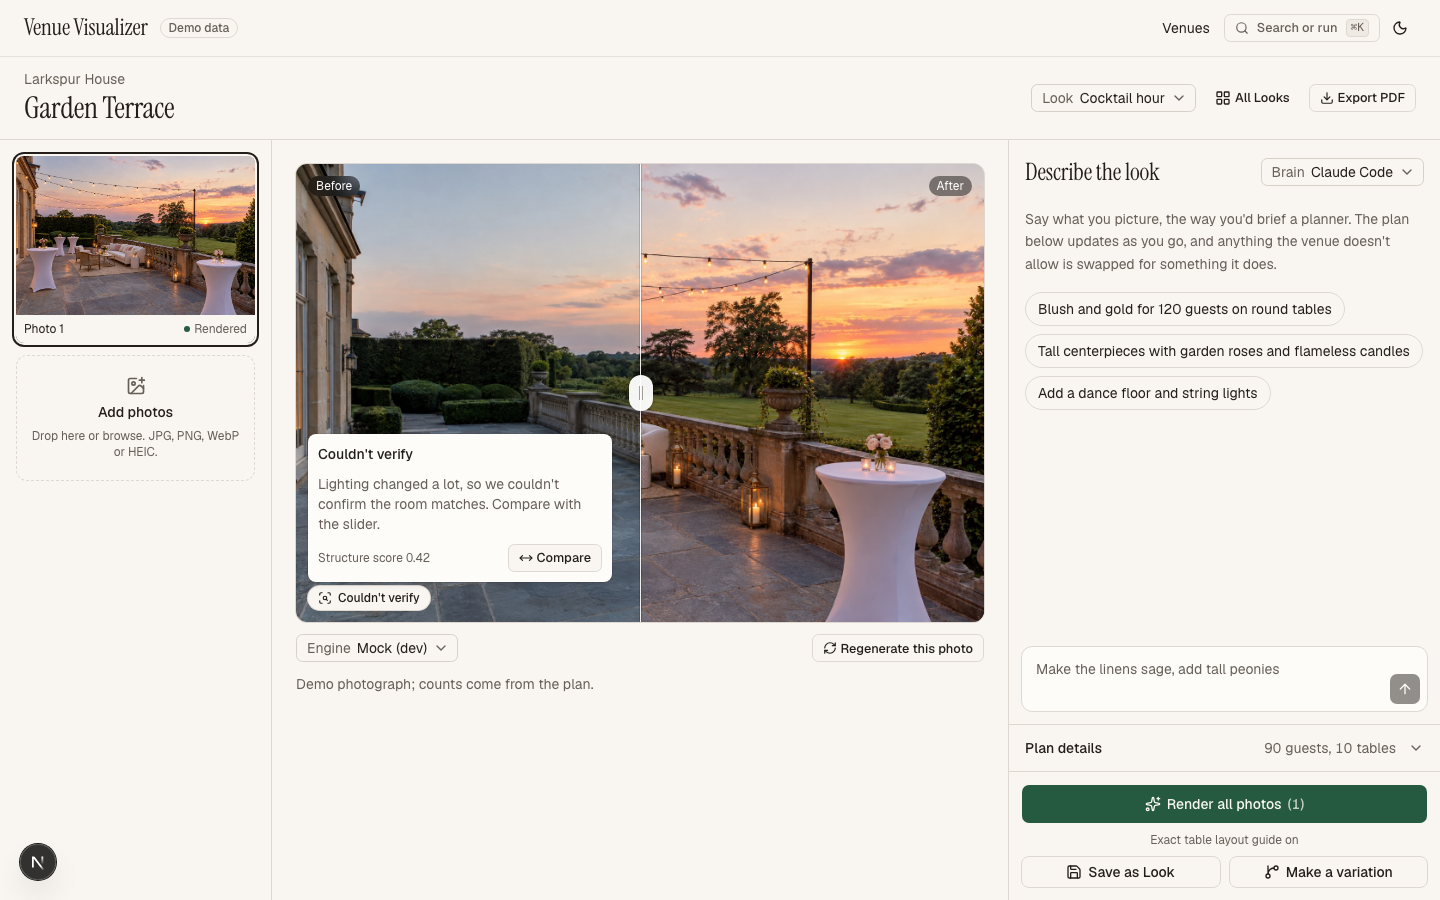 Venue Visualizer
Demo data
Venues
Search or run
⌘K
Larkspur House
Garden Terrace
Look Cocktail hour
All Looks
Export PDF
Photo 1
Rendered
Add photos
Drop here or browse. JPG, PNG, WebP
or HEIC.
Before
After
Couldn't verify
Lighting changed a lot, so we couldn't
confirm the room matches. Compare with
the slider.
Structure score 0.42
Compare
Couldn't verify
Engine Mock (dev)
Regenerate this photo
Demo photograph; counts come from the plan.
Describe the look
Brain Claude Code
Say what you picture, the way you'd brief a planner. The plan
below updates as you go, and anything the venue doesn't
allow is swapped for something it does.
Blush and gold for 120 guests on round tables
Tall centerpieces with garden roses and flameless candles
Add a dance floor and string lights
Make the linens sage, add tall peonies
Plan details
90 guests, 10 tables
Render all photos (1)
Exact table layout guide on
Save as Look
Make a variation
N